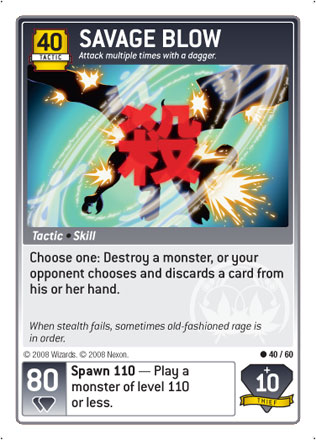 40
TACTIC
SAVAGE BLOW
Attack multiple times with a dagger.
殺
Tactic • Skill
Choose one: Destroy a monster, or your
opponent chooses and discards a card from
his or her hand.
When stealth fails, sometimes old-fashioned rage is
in order.
© 2008 Wizards. © 2008 Nexon.
● 40 / 60
80
Spawn 110 — Play a
monster of level 110
or less.
+
10
THIEF